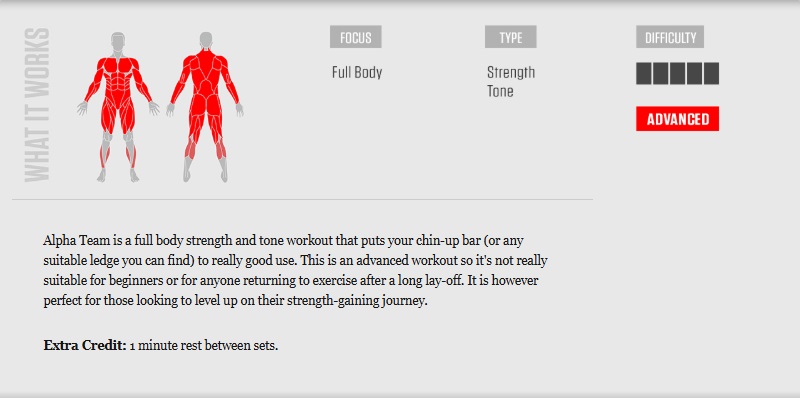 WHAT IT WORKS
FOCUS
Full Body
TYPE
Strength
Tone
DIFFICULTY
ADVANCED
Alpha Team is a full body strength and tone workout that puts your chin-up bar (or any
suitable ledge you can find) to really good use. This is an advanced workout so it's not really
suitable for beginners or for anyone returning to exercise after a long lay-off. It is however
perfect for those looking to level up on their strength-gaining journey.
Extra Credit: 1 minute rest between sets.